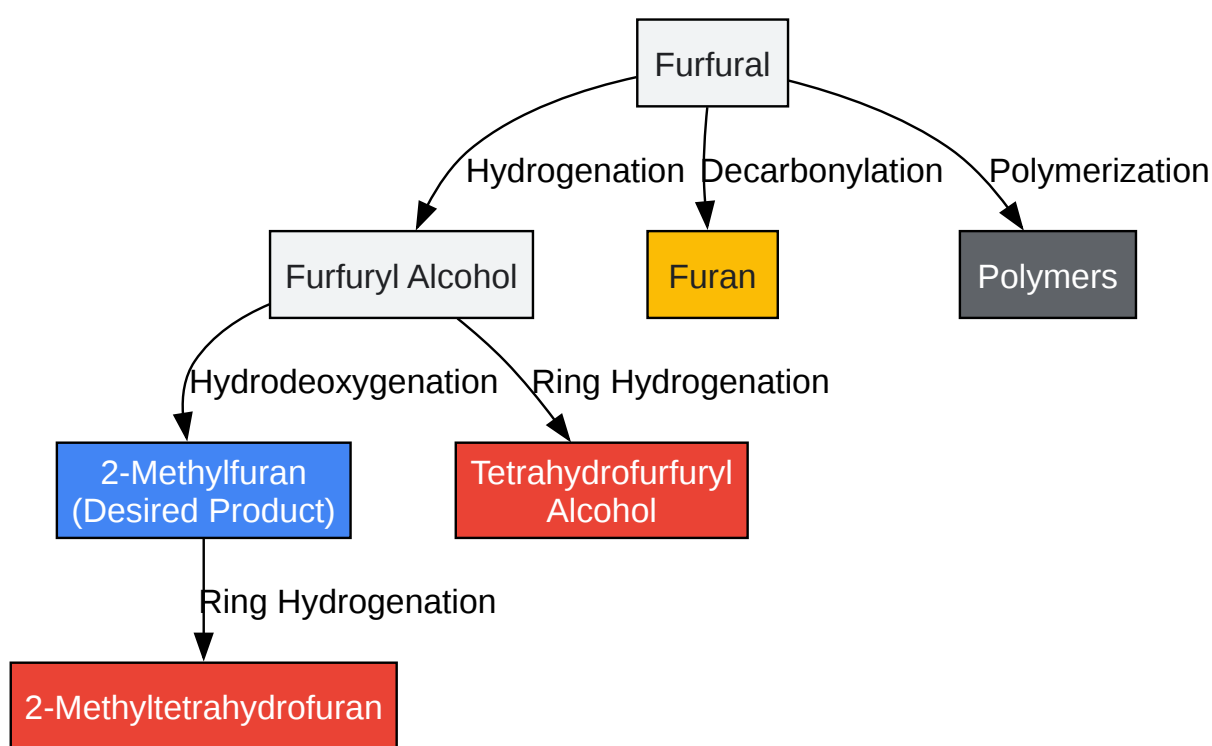 Furfural
Hydrogenation
Decarbonylation
Polymerization
Furfuryl Alcohol
Furan
Polymers
Hydrodeoxygenation
Ring Hydrogenation
2-Methylfuran
(Desired Product)
Tetrahydrofurfuryl
Alcohol
Ring Hydrogenation
2-Methyltetrahydrofuran